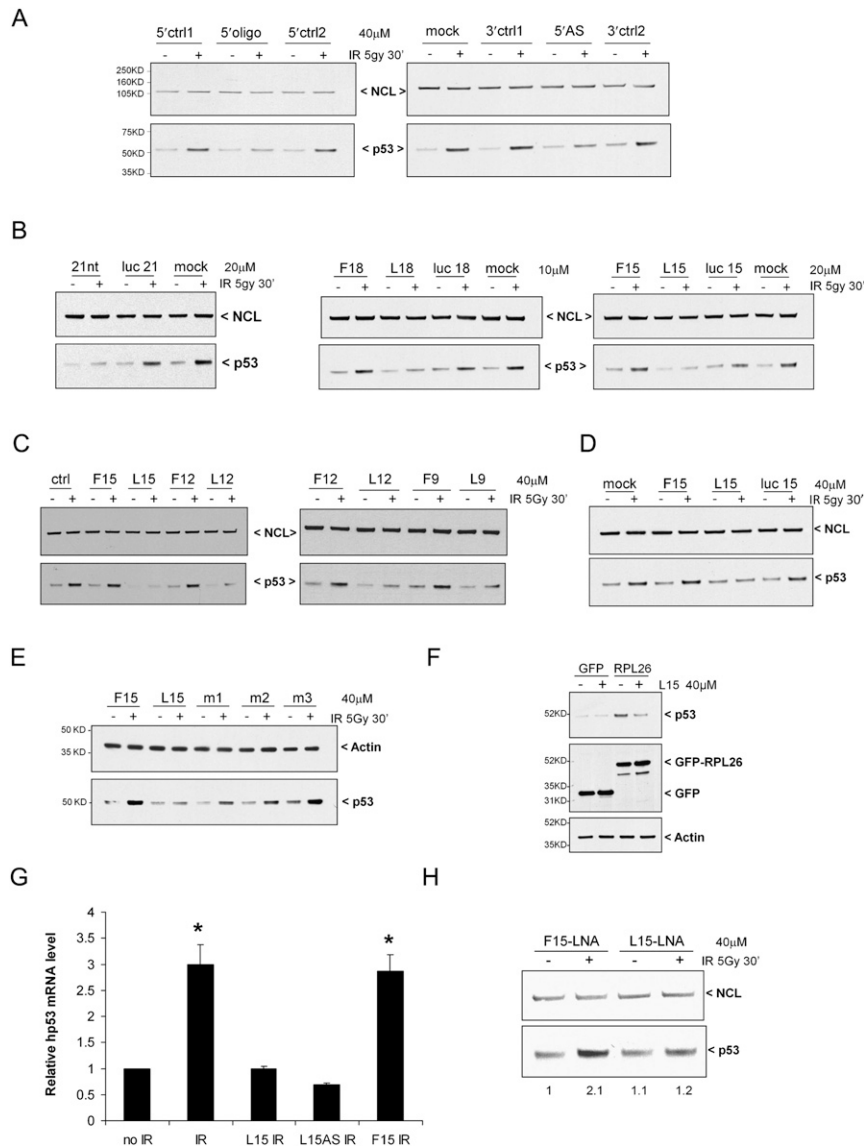 A
5'ctrl1 5'oligo 5'ctrl2 40μM mock 3'ctrl1 5'AS 3'ctrl2
- + - + - + IR 5gy 30' - + - + - + - +
250KD
160KD
105KD
< NCL >
75KD
50KD
35KD
< p53 >
B
21nt luc 21 mock 20μM
- + - + - + IR 5gy 30'
< NCL
< p53
F18 L18 luc 18 mock 10μM F15 L15 luc 15 mock 20μM
- + - + - + - + - + - + - + - + IR 5gy 30'
< NCL >
< p53 >
C
ctrl F15 L15 F12 L12 F12 L12 F9 L9 40μM
- + - + - + - + - + - + - + - + - + IR 5Gy 30'
< NCL>
< p53 >
D
mock F15 L15 luc 15 40μM
- + - + - + - + IR 5gy 30'
< NCL
< p53
E
F15 L15 m1 m2 m3 40μM
- + - + - + - + - + IR 5Gy 30'
50 KD
35 KD
< Actin
50 KD
< p53
F
GFP RPL26
- + - + L15 40μM
52KD
< p53
52KD
< GFP-RPL26
35KD
31KD
< GFP
52KD
35KD
< Actin
G
Relative hp53 mRNA level
4
3.5
3
2.5
2
1.5
1
0.5
0
* *
no IR IR L15 IR L15AS IR F15 IR
H
F15-LNA L15-LNA 40μM
- + - + IR 5Gy 30'
< NCL
< p53
1 2.1 1.1 1.2